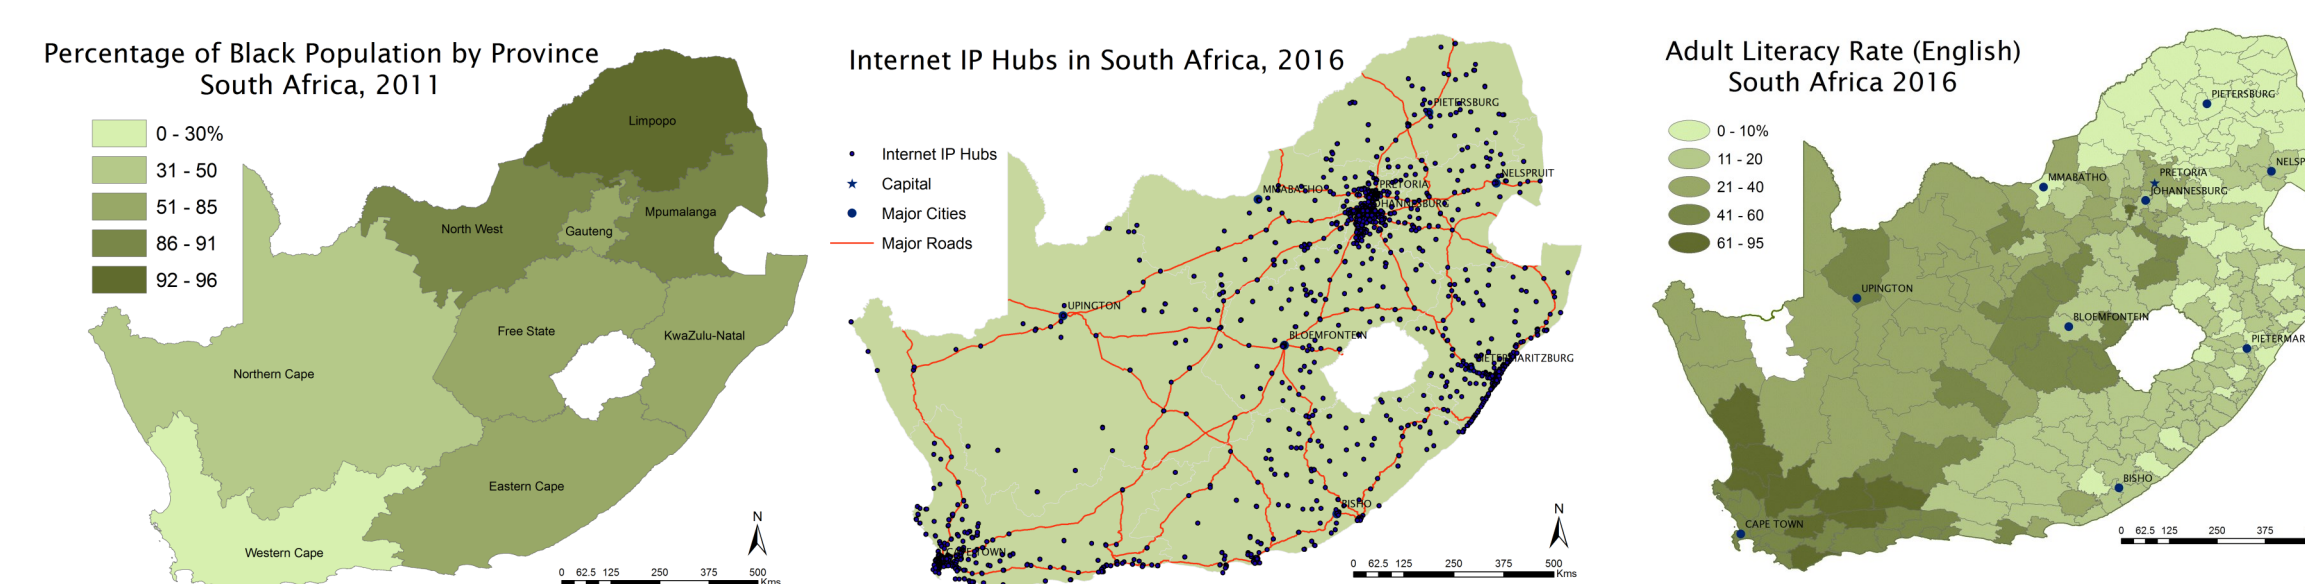 Percentage of Black Population by Province
South Africa, 2011
0 - 30%
31 - 50
51 - 85
86 - 91
92 - 96
Limpopo
North West
Gauteng
Mpumalanga
Free State
KwaZulu-Natal
Northern Cape
Eastern Cape
Western Cape
N
0 62.5 125 250 375 500
Kms
Internet IP Hubs in South Africa, 2016
Internet IP Hubs
Capital
Major Cities
Major Roads
PIETERSBURG
NELSPRUIT
MMABATHO
PRETORIA
JOHANNESBURG
UPINGTON
BLOEMFONTEIN
PIETERMARITZBURG
BISHO
CAPE TOWN
N
0 62.5 125 250 375 500
Kms
Adult Literacy Rate (English)
South Africa 2016
0 - 10%
11 - 20
21 - 40
41 - 60
61 - 95
PIETERSBURG
NELSP
MMABATHO
PRETORIA
JOHANNESBURG
UPINGTON
BLOEMFONTEIN
PIETERMAR
BISHO
CAPE TOWN
0 62.5 125 250 375